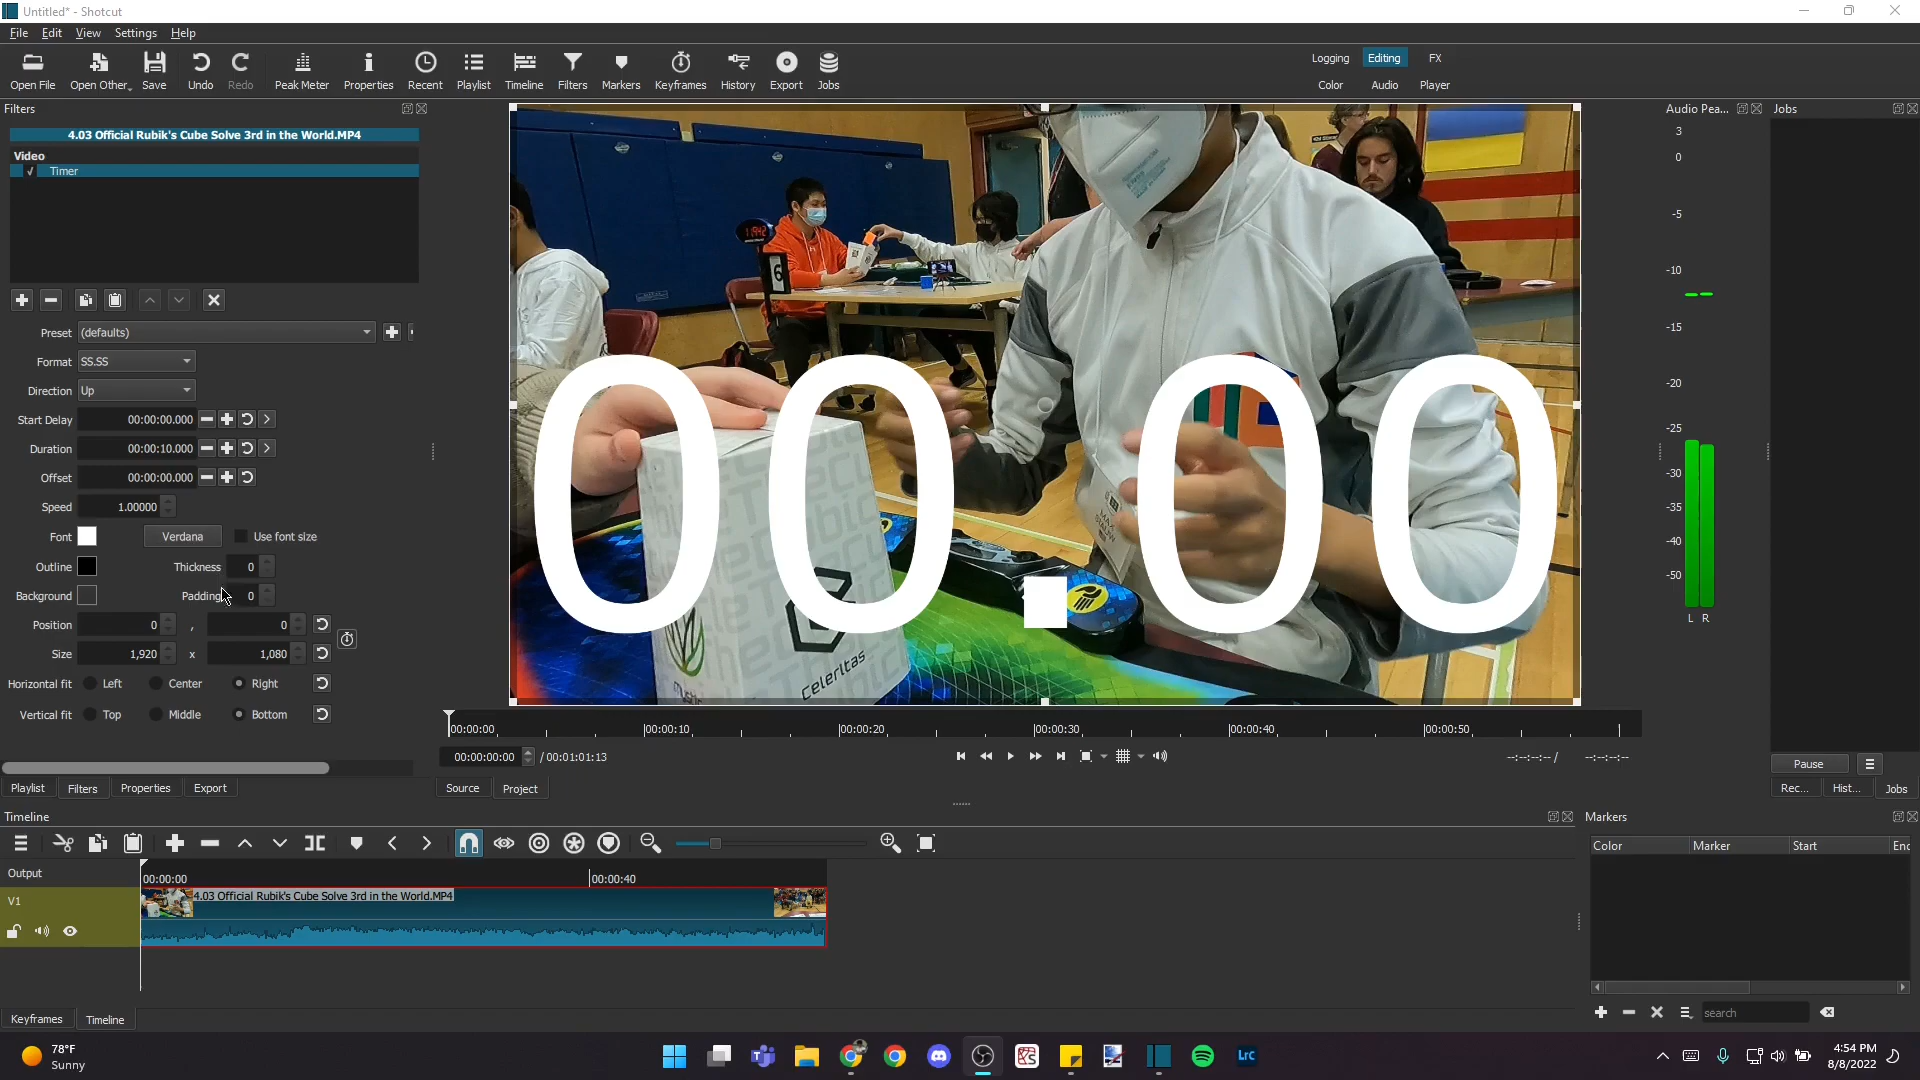 Untitled* - Shotcut
File Edit View Settings Help
Open File Open Other... Save Undo Redo Peak Meter Properties Recent Playlist Timeline Filters Markers Keyframes History Export Jobs
Logging Editing FX
Color Audio Player
Filters
4.03 Official Rubik's Cube Solve 3rd in the World.MP4
Video
Timer
Preset (defaults)
Format SS.SS
Direction Up
Start Delay 00:00:00.000
Duration 00:00:10.000
Offset 00:00:00.000
Speed 1.00000
Font Verdana Use font size
Outline Thickness 0
Background Padding 0
Position 0 , 0
Size 1,920 x 1,080
Horizontal fit Left Center Right
Vertical fit Top Middle Bottom
Playlist Filters Properties Export
6
00.00
Celeritas
00:00:00 00:00:10 00:00:20 00:00:30 00:00:40 00:00:50
00:00:00:00 / 00:01:01:13
--:--:--:-- / --:--:--:--
Source Project
Audio Pea...
3
0
-5
-10
-15
-20
-25
-30
-35
-40
-50
L R
Jobs
Pause
Rec... Hist... Jobs
Timeline
Output
00:00:00 00:00:40
V1
4.03 Official Rubik's Cube Solve 3rd in the World.MP4
Keyframes Timeline
Markers
Color Marker Start Enc
search
78°F
Sunny
Lrc
4:54 PM
8/8/2022